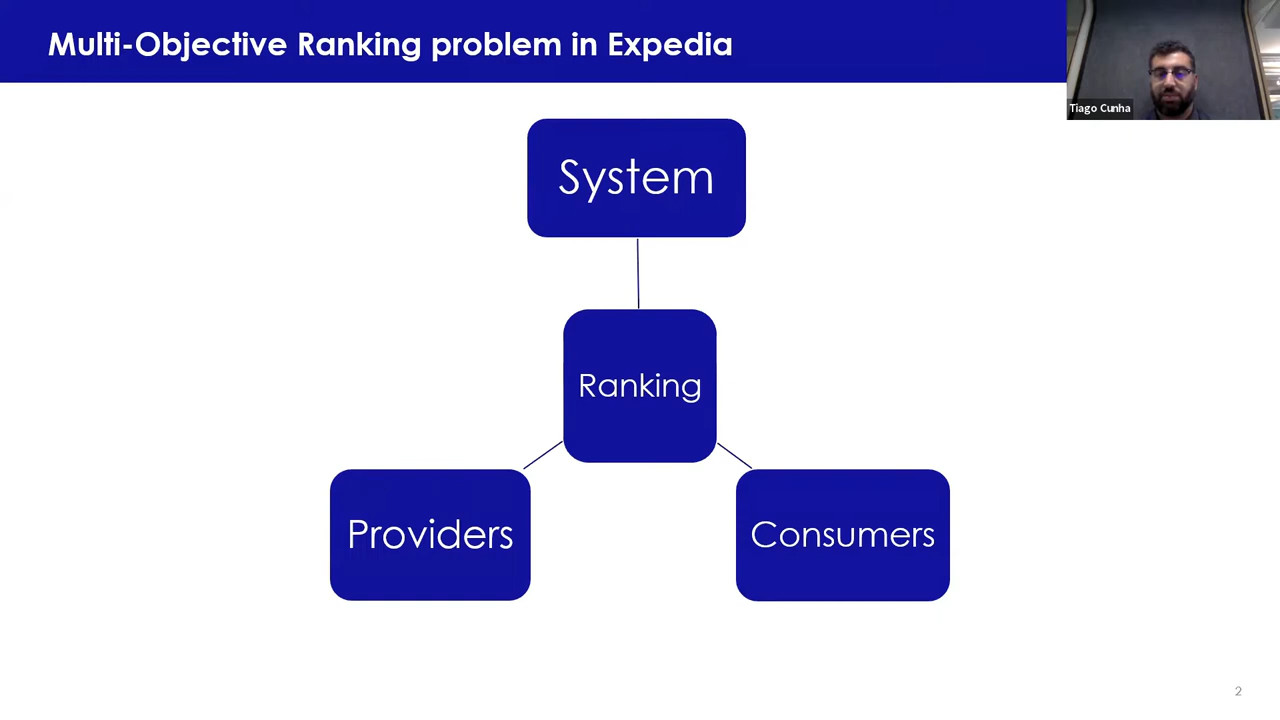 Multi-Objective Ranking problem in Expedia
Tiago Cunha
System
Ranking
Providers
Consumers
2